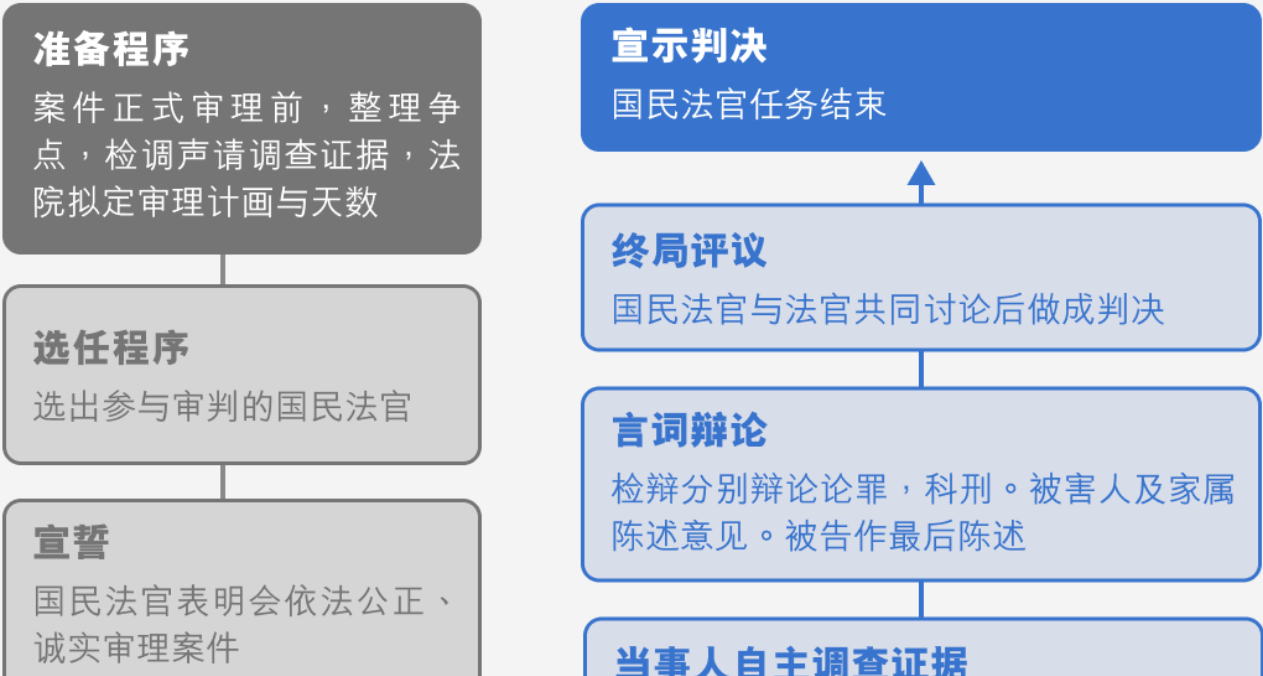 准备程序
案件正式审理前，整理争
点，检调声请调查证据，法
院拟定审理计画与天数
选任程序
选出参与审判的国民法官
宣誓
国民法官表明会依法公正、
诚实审理案件
宣示判决
国民法官任务结束
终局评议
国民法官与法官共同讨论后做成判决
言词辩论
检辩分别辩论论罪，科刑。被害人及家属
陈述意见。被告作最后陈述
当事人自主调查证据